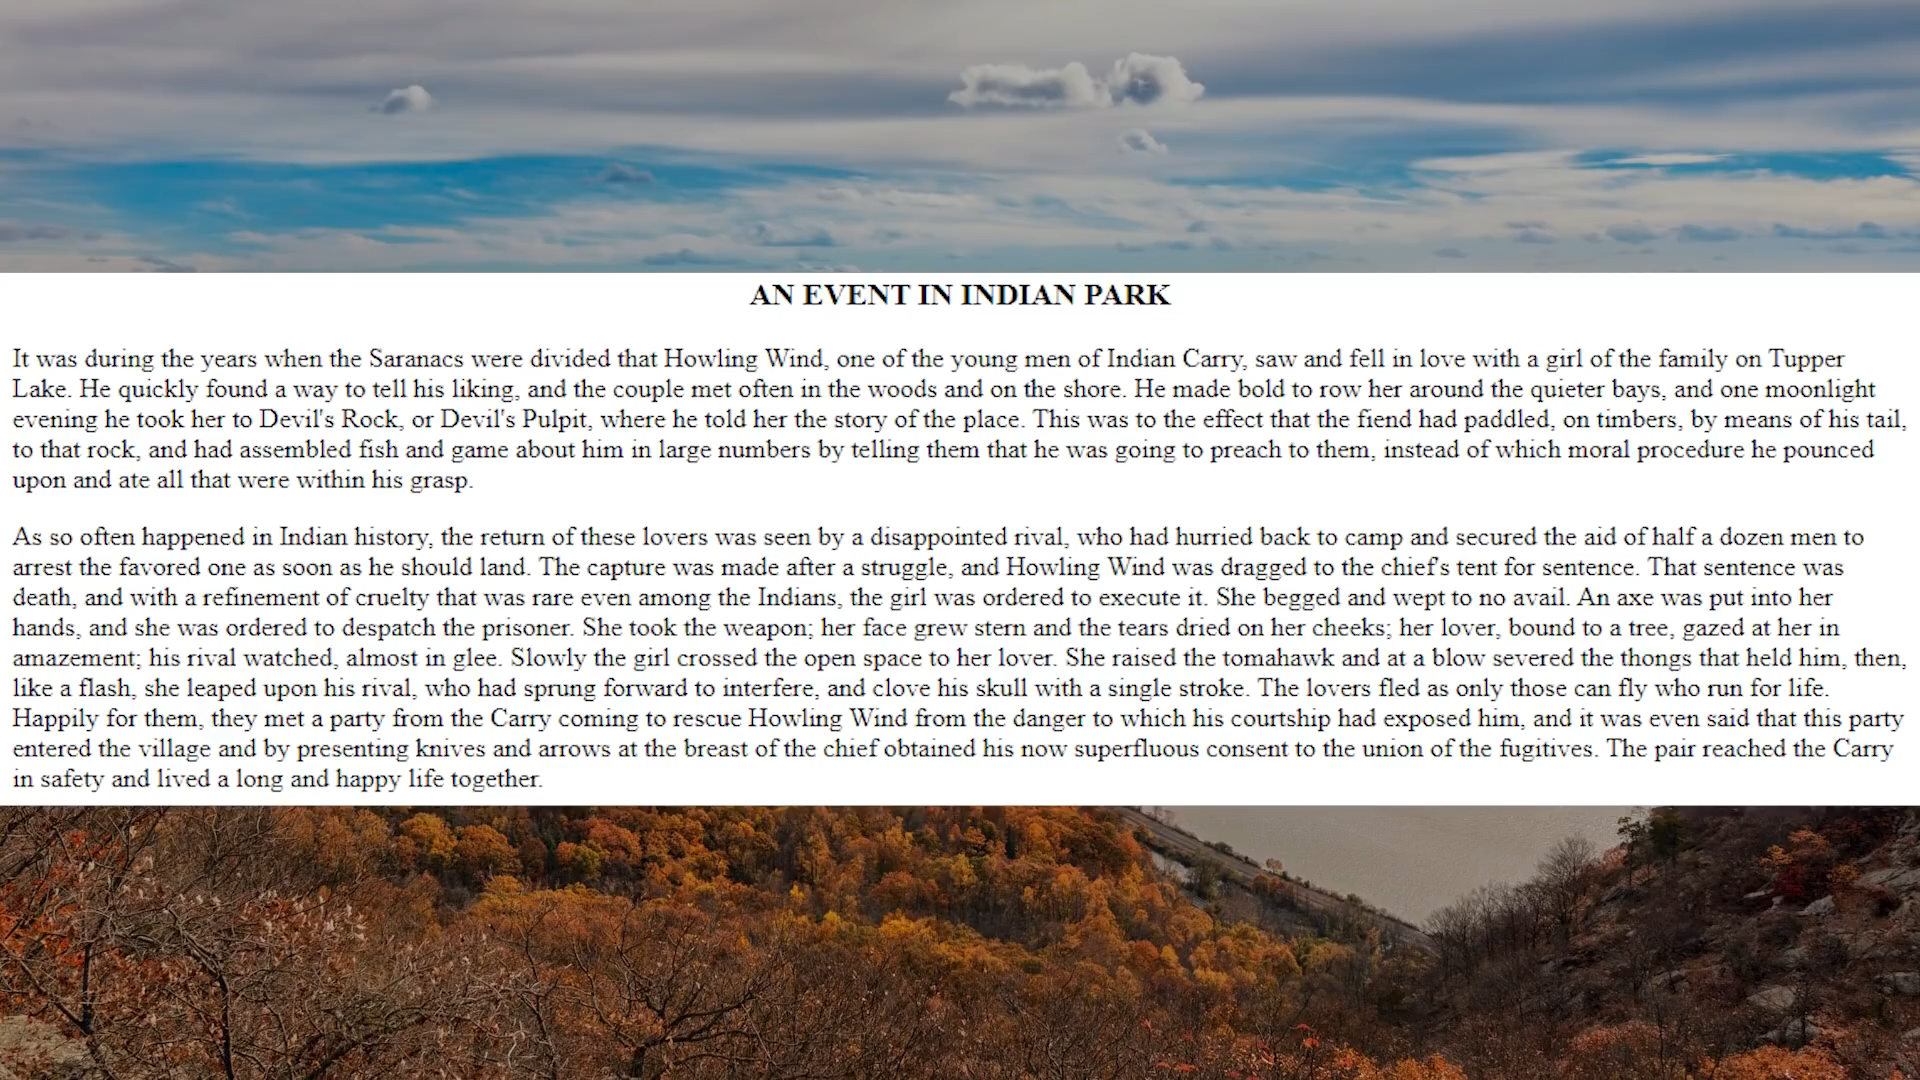 AN EVENT IN INDIAN PARK
It was during the years when the Saranacs were divided that Howling Wind, one of the young men of Indian Carry, saw and fell in love with a girl of the family on Tupper
Lake. He quickly found a way to tell his liking, and the couple met often in the woods and on the shore. He made bold to row her around the quieter bays, and one moonlight
evening he took her to Devil's Rock, or Devil's Pulpit, where he told her the story of the place. This was to the effect that the fiend had paddled, on timbers, by means of his tail,
to that rock, and had assembled fish and game about him in large numbers by telling them that he was going to preach to them, instead of which moral procedure he pounced
upon and ate all that were within his grasp.
As so often happened in Indian history, the return of these lovers was seen by a disappointed rival, who had hurried back to camp and secured the aid of half a dozen men to
arrest the favored one as soon as he should land. The capture was made after a struggle, and Howling Wind was dragged to the chief's tent for sentence. That sentence was
death, and with a refinement of cruelty that was rare even among the Indians, the girl was ordered to execute it. She begged and wept to no avail. An axe was put into her
hands, and she was ordered to despatch the prisoner. She took the weapon; her face grew stern and the tears dried on her cheeks; her lover, bound to a tree, gazed at her in
amazement; his rival watched, almost in glee. Slowly the girl crossed the open space to her lover. She raised the tomahawk and at a blow severed the thongs that held him, then,
like a flash, she leaped upon his rival, who had sprung forward to interfere, and clove his skull with a single stroke. The lovers fled as only those can fly who run for life.
Happily for them, they met a party from the Carry coming to rescue Howling Wind from the danger to which his courtship had exposed him, and it was even said that this party
entered the village and by presenting knives and arrows at the breast of the chief obtained his now superfluous consent to the union of the fugitives. The pair reached the Carry
in safety and lived a long and happy life together.